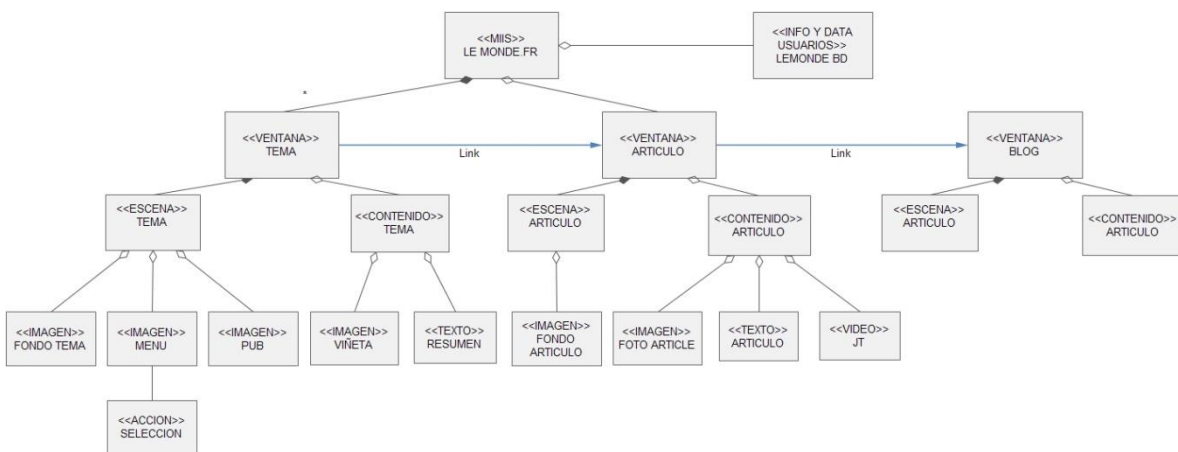 <<MIIS>>
LE MONDE.FR
<<INFO Y DATA
USUARIOS>>
LEMONDE BD
<<VENTANA>>
TEMA
Link
<<VENTANA>>
ARTICULO
Link
<<VENTANA>>
BLOG
<<ESCENA>>
TEMA
<<CONTENIDO>>
TEMA
<<ESCENA>>
ARTICULO
<<CONTENIDO>>
ARTICULO
<<ESCENA>>
ARTICULO
<<CONTENIDO>>
ARTICULO
<<IMAGEN>>
FONDO TEMA
<<IMAGEN>>
MENU
<<IMAGEN>>
PUB
<<IMAGEN>>
VIÑETA
<<TEXTO>>
RESUMEN
<<IMAGEN>>
FONDO
ARTICULO
<<IMAGEN>>
FOTO ARTICLE
<<TEXTO>>
ARTICULO
<<VIDEO>>
JT
<<ACCION>>
SELECCION